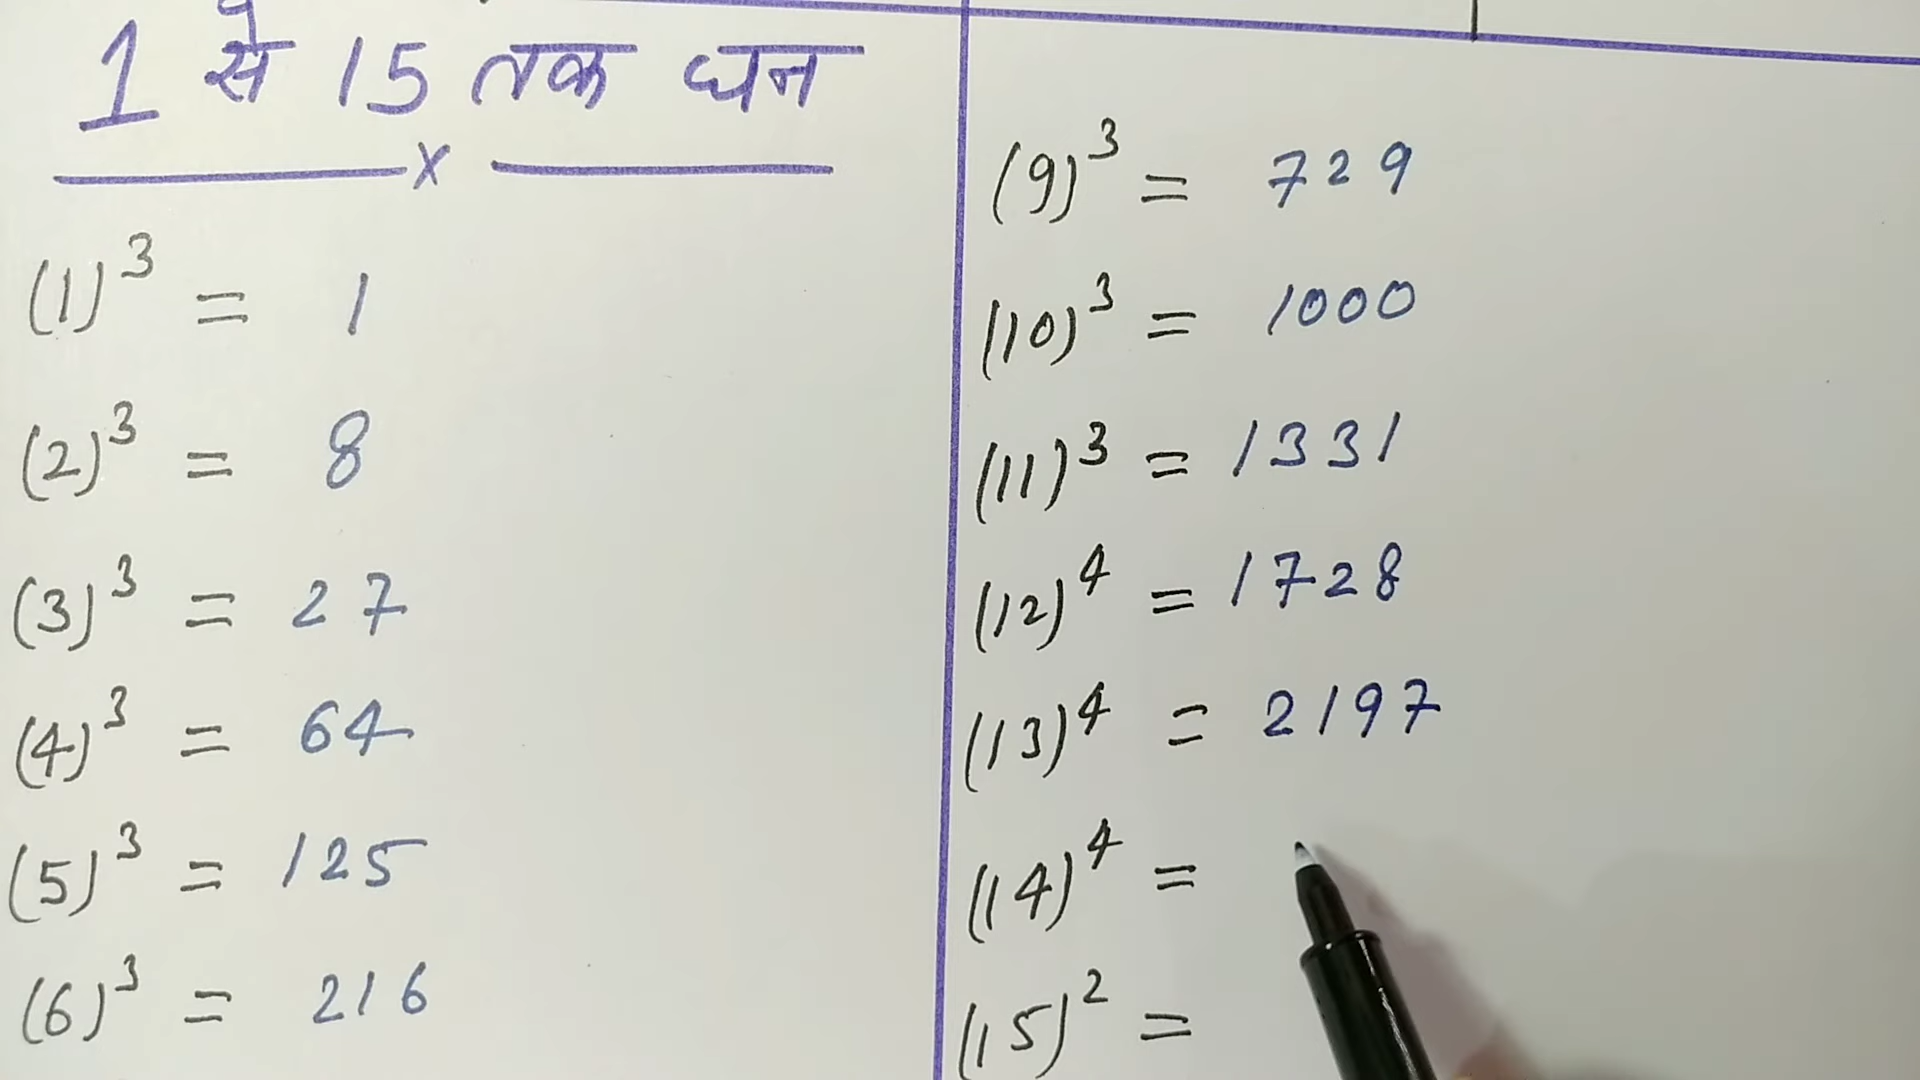 1 से 15 तक घन
x
(1)³ = 1
(2)³ = 8
(3)³ = 27
(4)³ = 64
(5)³ = 125
(6)³ = 216
(9)³ = 729
(10)³ = 1000
(11)³ = 1331
(12)⁴ = 1728
(13)⁴ = 2197
(14)⁴ =
(15)² =